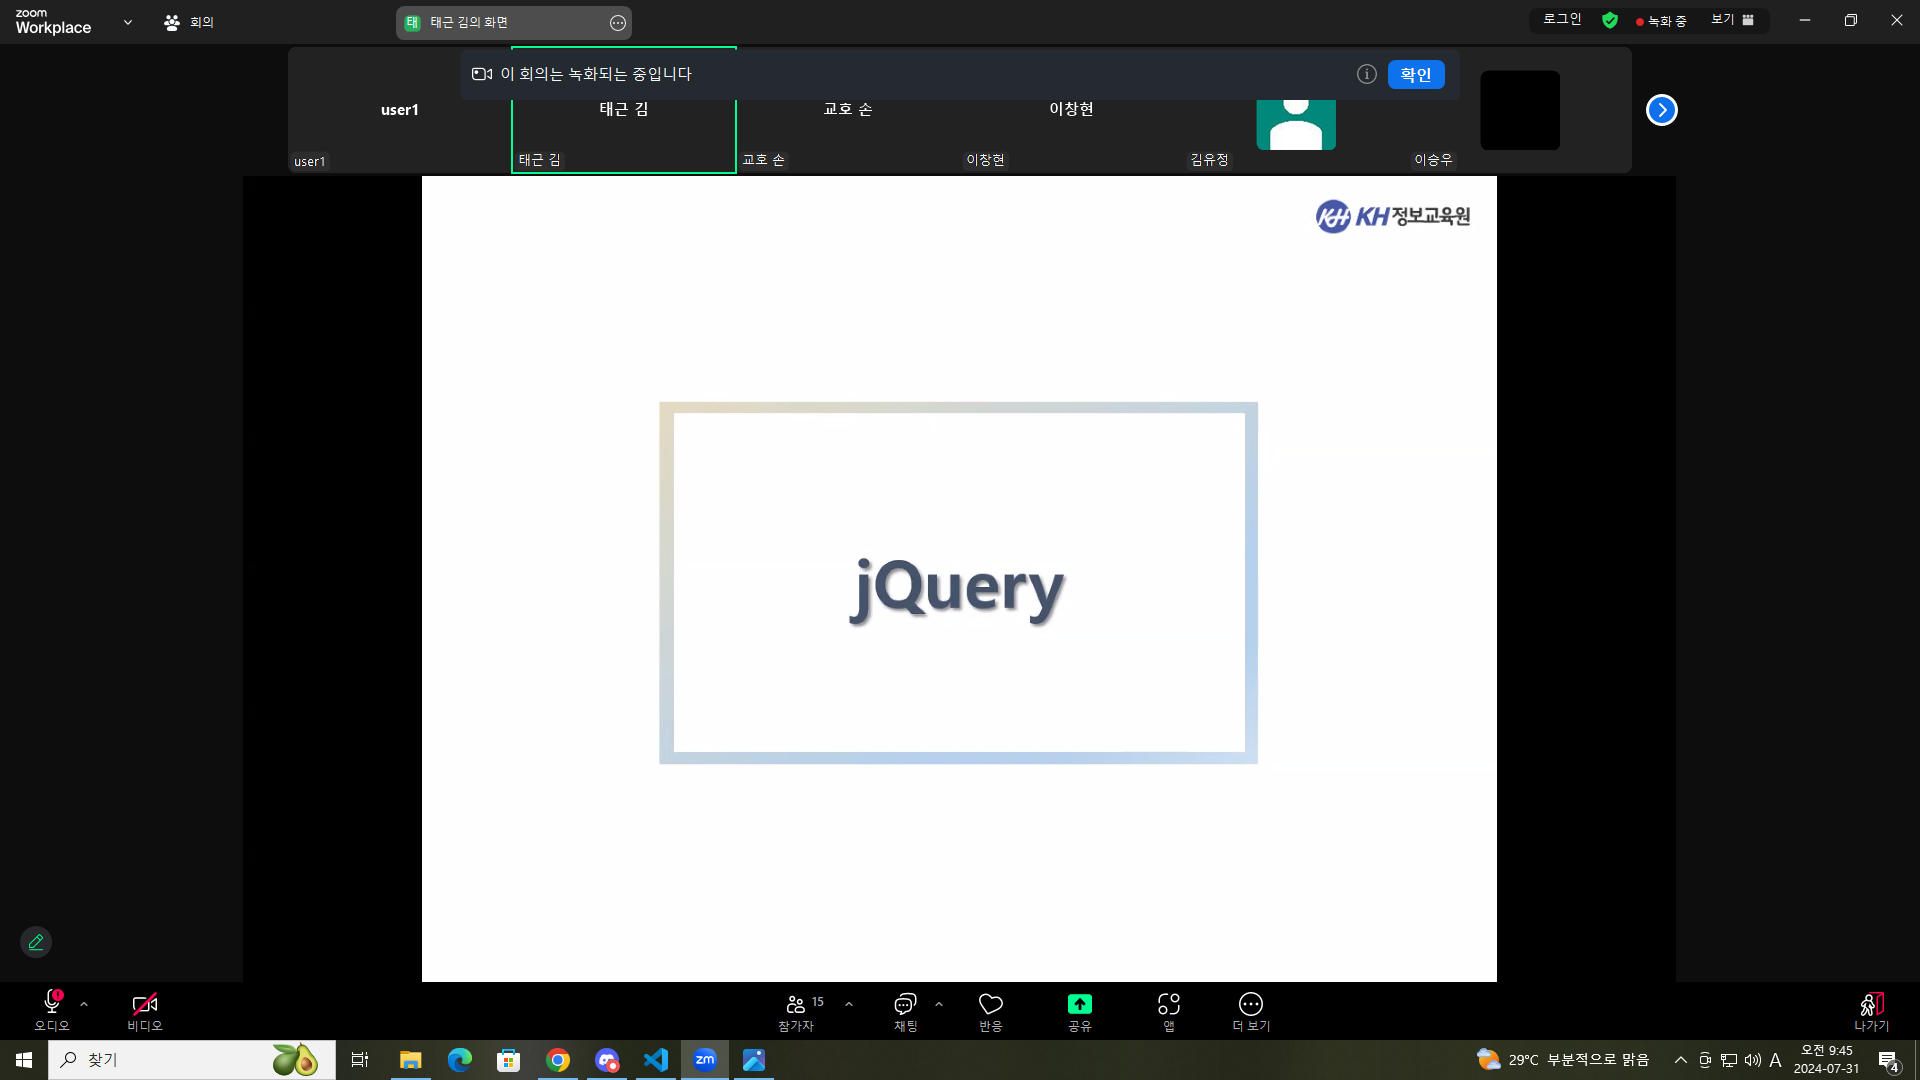 zoom
Workplace
회의
태 태근 김의 화면
로그인
녹화 중
보기
이 회의는 녹화되는 중입니다
확인
user1
태근 김
교호 손
이창현
user1
태근 김
교호 손
이창현
김유정
이승우
KH KH정보교육원
jQuery
오디오
비디오
15
참가자
채팅
반응
공유
앱
더 보기
나가기
찾기
zm
29°C 부분적으로 맑음
A
오전 9:45
2024-07-31
4